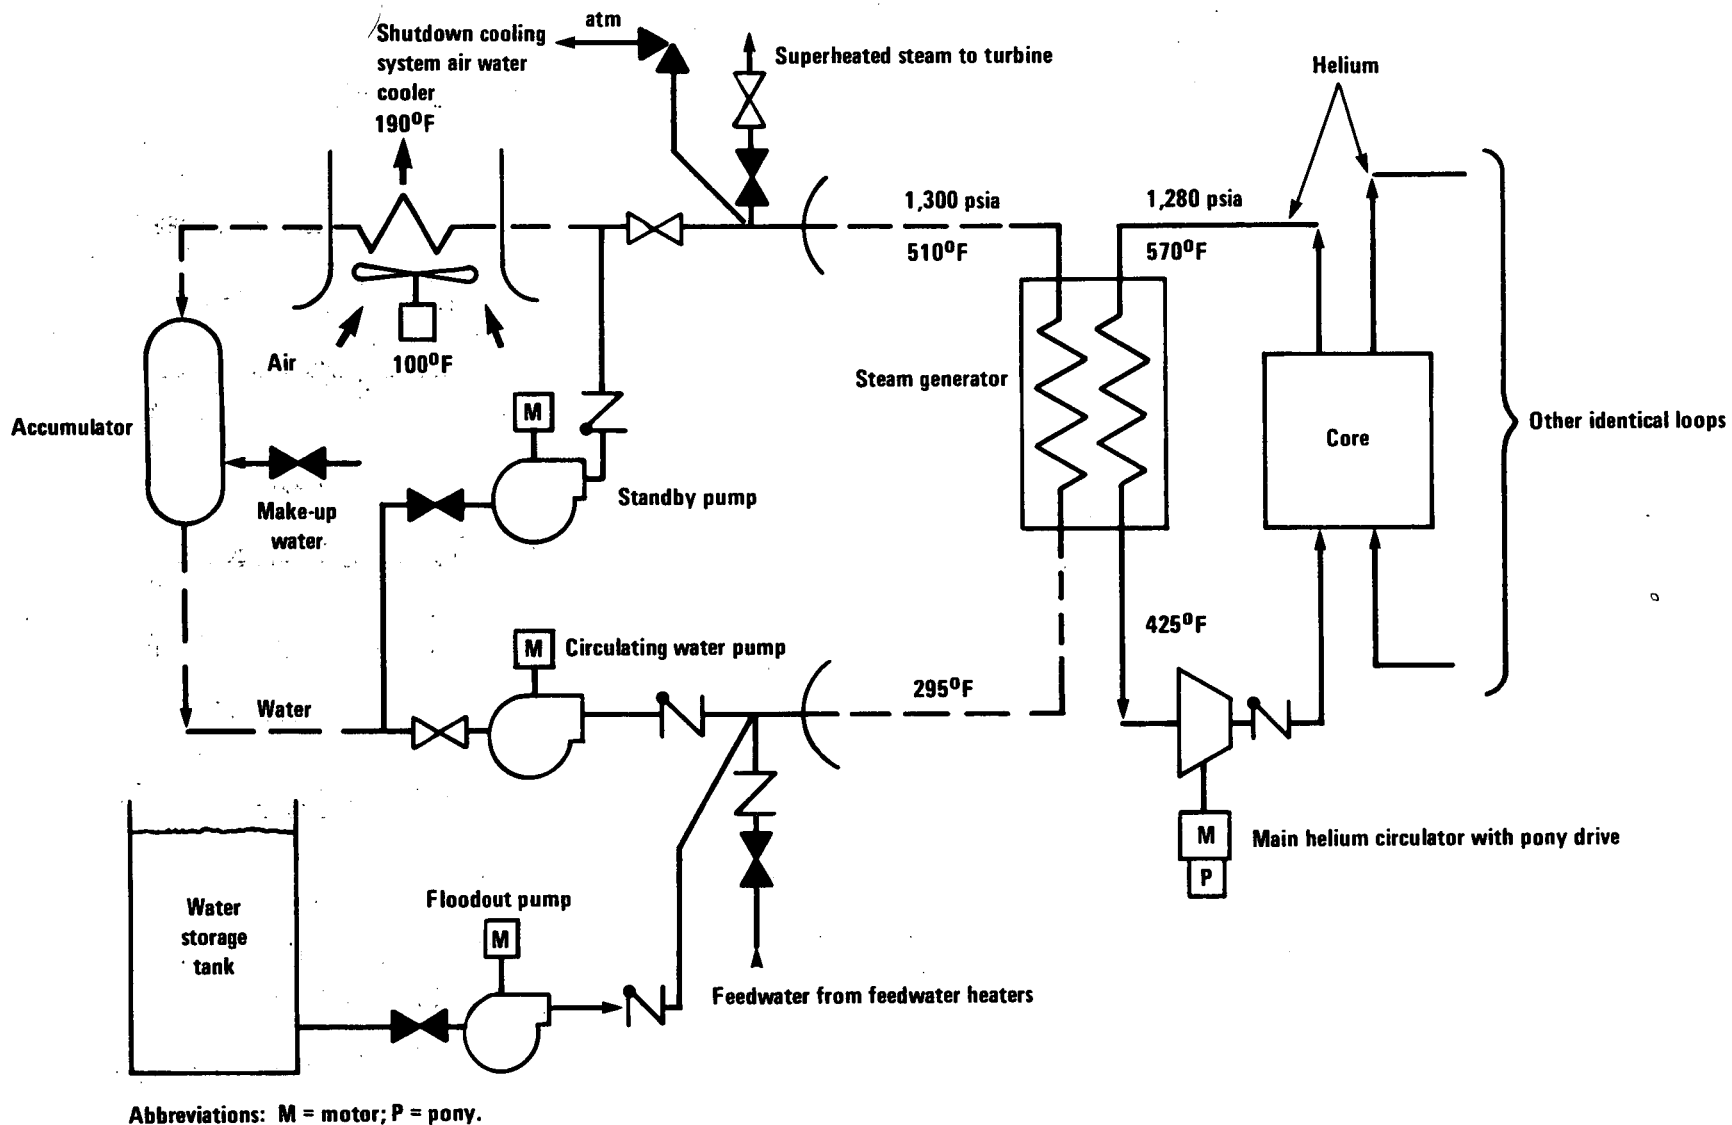 atm
Shutdown cooling
system air water
cooler
190°F
Superheated steam to turbine
Helium
1,300 psia
510°F
1,280 psia
570°F
Air
100°F
Steam generator
Core
Other identical loops
Accumulator
M
Standby pump
Make-up
water
425°F
M
Circulating water pump
295°F
Water
M
P
Main helium circulator with pony drive
Water
storage
tank
Floodout pump
M
Feedwater from feedwater heaters
Abbreviations: M = motor; P = pony.